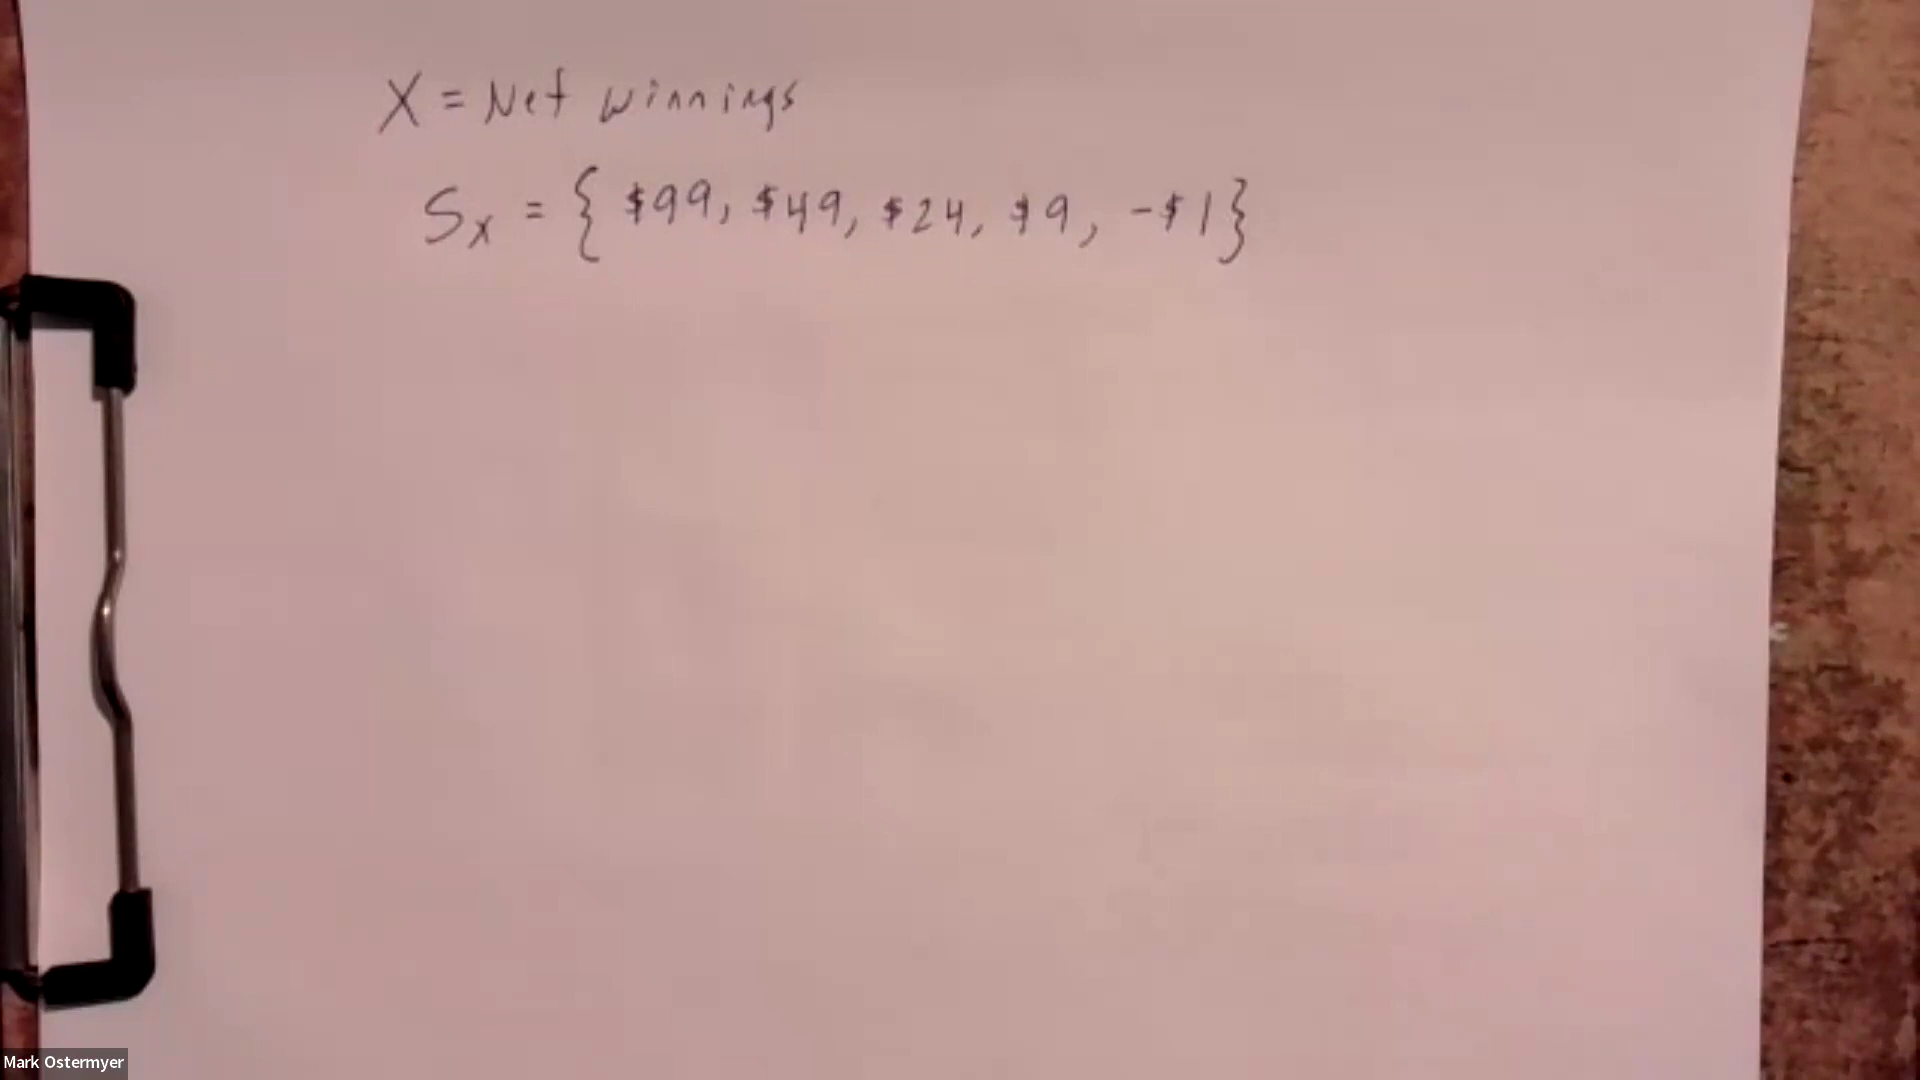 X = Net winnings
Sx = { $99, $49, $24, $9, -$1}
Mark Ostermyer